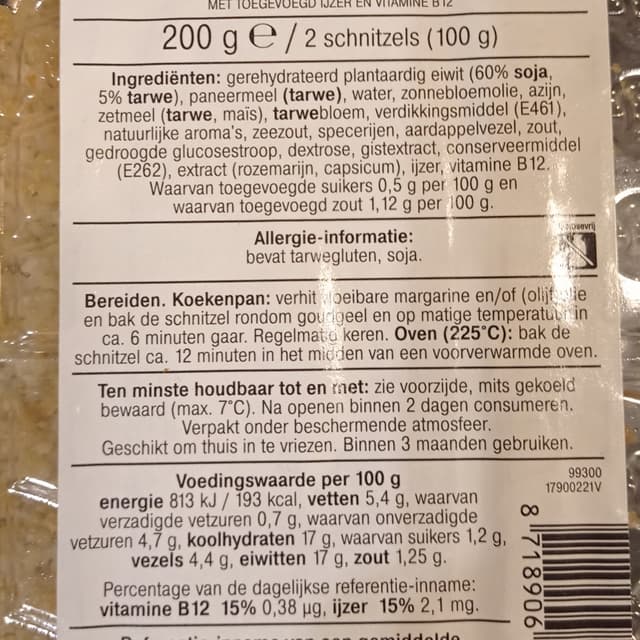 MET TOEGEVOEGD IJZER EN VITAMINE B12
200 g ℮ / 2 schnitzels (100 g)
Ingrediënten: gerehydrateerd plantaardig eiwit (60% soja,
5% tarwe), paneermeel (tarwe), water, zonnebloemolie, azijn,
zetmeel (tarwe, maïs), tarwebloem, verdikkingsmiddel (E461),
natuurlijke aroma's, zeezout, specerijen, aardappelvezel, zout,
gedroogde glucosestroop, dextrose, gistextract, conserveermiddel
(E262), extract (rozemarijn, capsicum), ijzer, vitamine B12.
Waarvan toegevoegde suikers 0,5 g per 100 g en
waarvan toegevoegd zout 1,12 g per 100 g.
Allergie-informatie:
bevat tarwegluten, soja.
Bereiden. Koekenpan: verhit vloeibare margarine en/of (olijf)olie
en bak de schnitzel rondom goudgeel en op matige temperatuur in
ca. 6 minuten gaar. Regelmatig keren. Oven (225°C): bak de
schnitzel ca. 12 minuten in het midden van een voorverwarmde oven.
Ten minste houdbaar tot en met: zie voorzijde, mits gekoeld
bewaard (max. 7°C). Na openen binnen 2 dagen consumeren.
Verpakt onder beschermende atmosfeer.
Geschikt om thuis in te vriezen. Binnen 3 maanden gebruiken.
Voedingswaarde per 100 g
energie 813 kJ / 193 kcal, vetten 5,4 g, waarvan
verzadigde vetzuren 0,7 g, waarvan onverzadigde
vetzuren 4,7 g, koolhydraten 17 g, waarvan suikers 1,2 g,
vezels 4,4 g, eiwitten 17 g, zout 1,25 g.
Percentage van de dagelijkse referentie-inname:
vitamine B12 15% 0,38 µg, ijzer 15% 2,1 mg.
99300
17900221V
8 718906